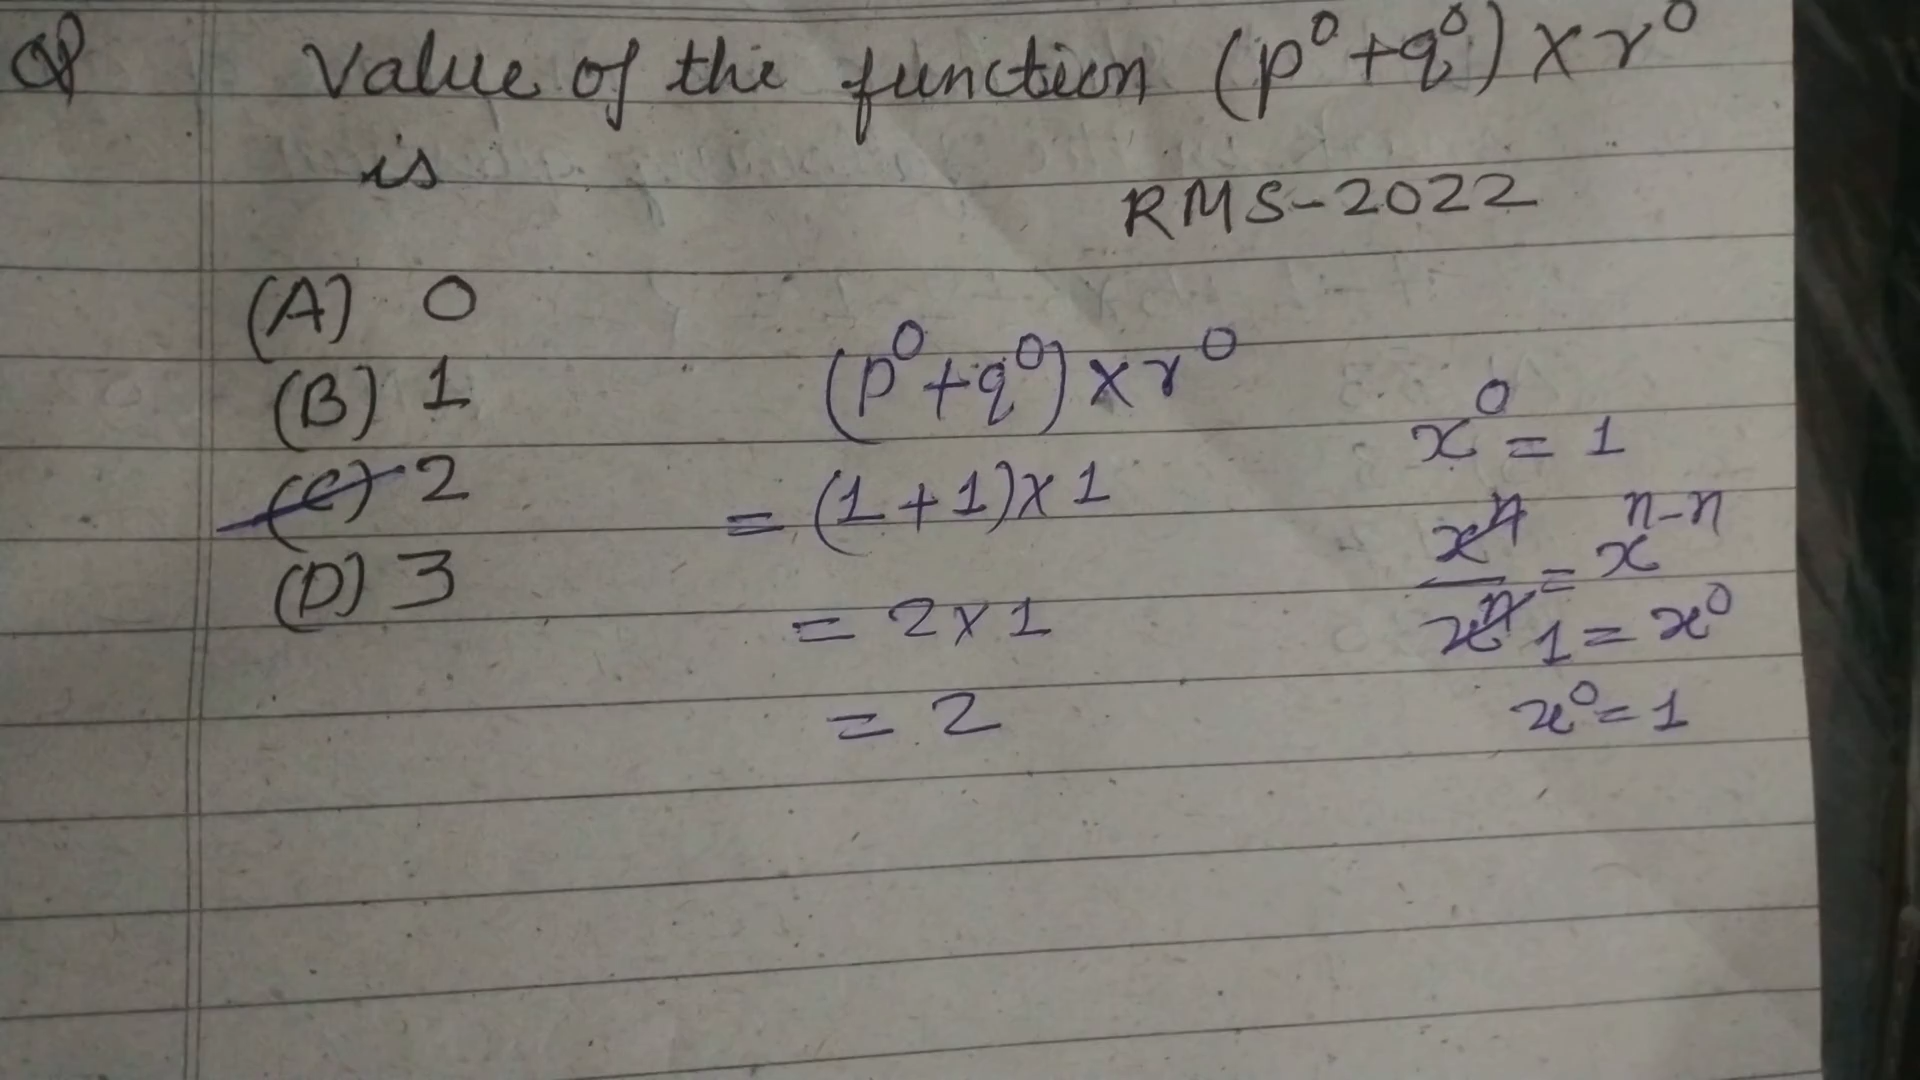 Q Value of the function (p⁰+q⁰)×r⁰
is
RMS-2022
(A) 0
(B) 1
(C) 2
(D) 3
(p⁰+q⁰)×r⁰
= (1+1)×1
= 2×1
= 2
x⁰ = 1
xⁿ/xⁿ = xⁿ⁻ⁿ
1 = x⁰
x⁰ = 1